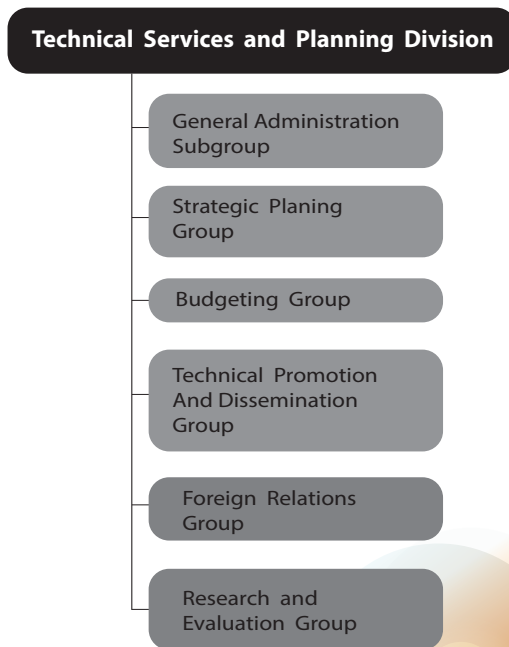 Technical Services and Planning Division
General Administration
Subgroup
Strategic Planing
Group
Budgeting Group
Technical Promotion
And Dissemination
Group
Foreign Relations
Group
Research and
Evaluation Group